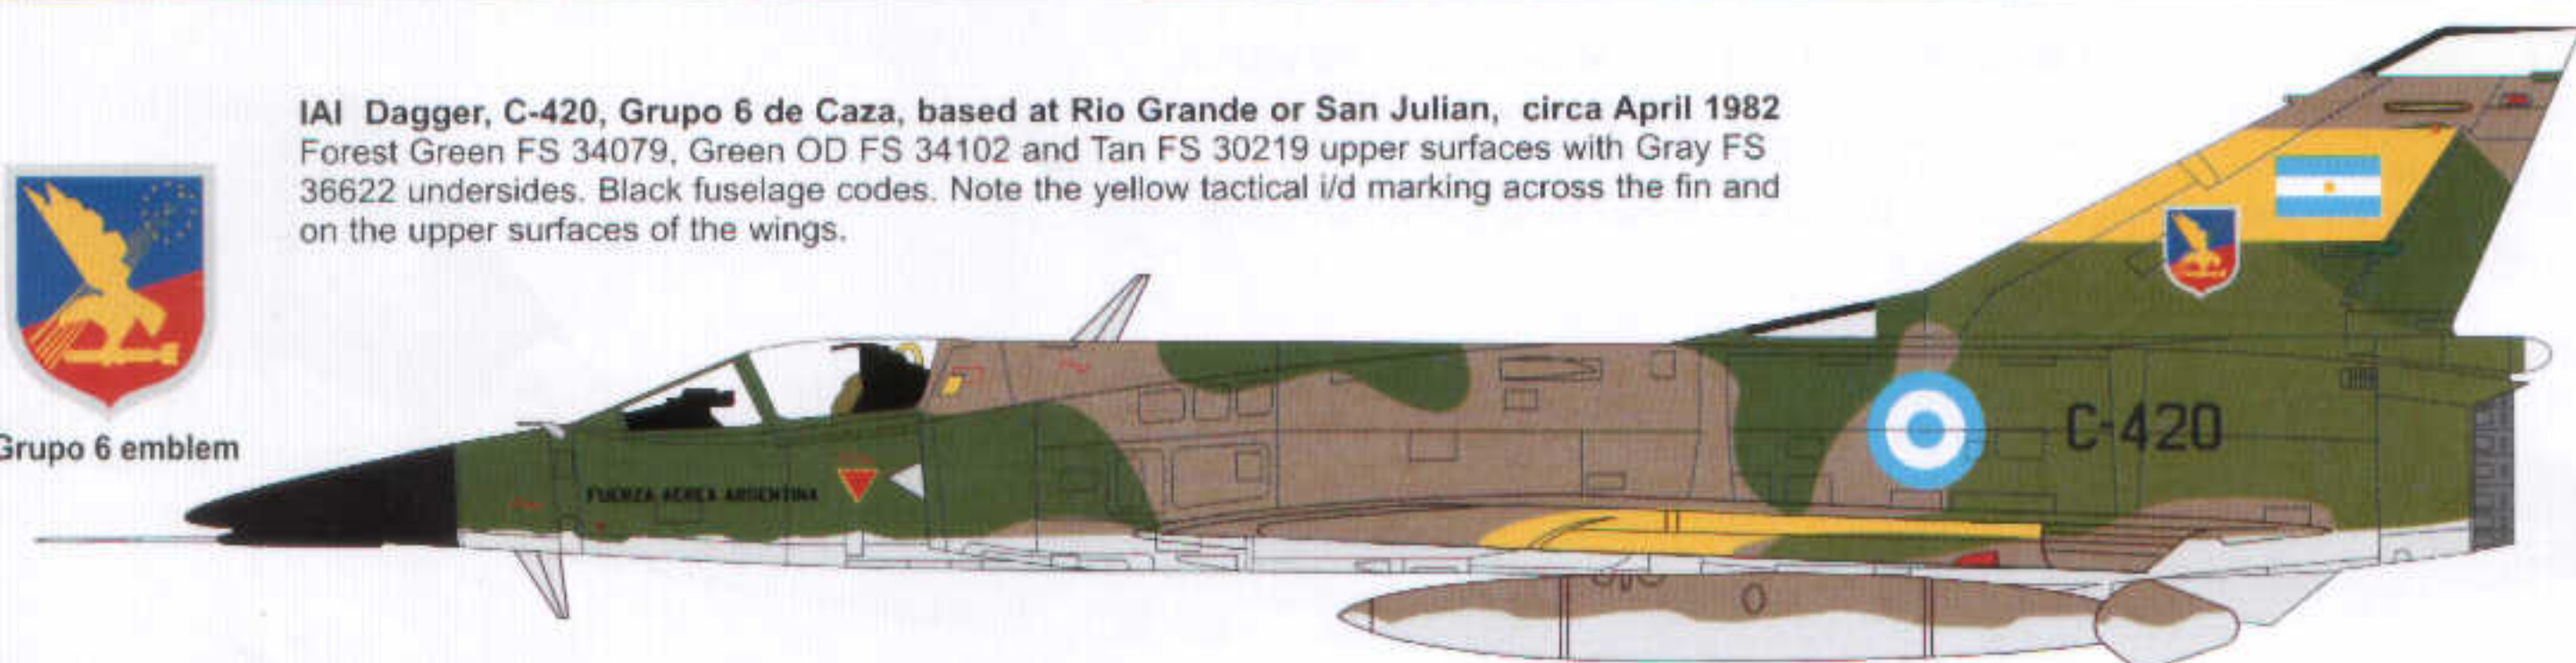 IAI Dagger, C-420, Grupo 6 de Caza, based at Rio Grande or San Julian, circa April 1982
Forest Green FS 34079, Green OD FS 34102 and Tan FS 30219 upper surfaces with Gray FS
36622 undersides. Black fuselage codes. Note the yellow tactical i/d marking across the fin and
on the upper surfaces of the wings.
Grupo 6 emblem
FUERZA AEREA ARGENTINA
C-420